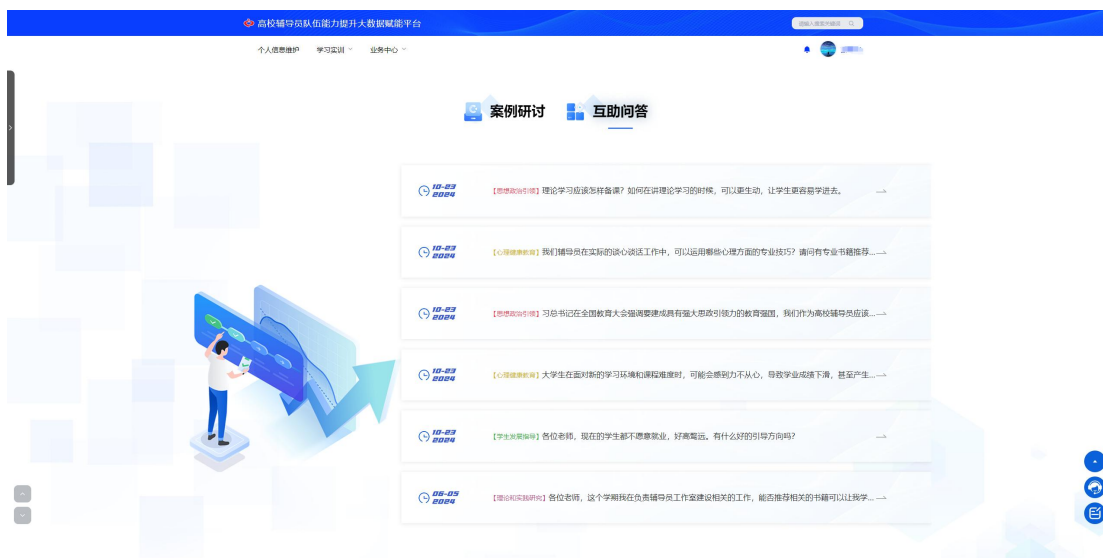 高校辅导员队伍能力提升大数据赋能平台
请输入搜索关键词
个人信息维护 学习实训 业务中心
案例研讨 互助问答
10-23
2024
【思想政治引领】理论学习应该怎样备课？如何在讲理论学习的时候，可以更生动，让学生更容易学进去。
10-23
2024
【心理健康教育】我们辅导员在实际的谈心谈话工作中，可以运用哪些心理方面的专业技巧？请问有专业书籍推荐...
10-23
2024
【思想政治引领】习总书记在全国教育大会强调要建成具有强大思政引领力的教育强国，我们作为高校辅导员应该...
10-23
2024
【心理健康教育】大学生在面对新的学习环境和课程难度时，可能会感到力不从心，导致学业成绩下滑，甚至产生...
10-23
2024
【学生发展指导】各位老师，现在的学生都不愿意就业，好高骛远。有什么好的引导方向吗？
06-05
2024
【理论和实践研究】各位老师，这个学期我在负责辅导员工作室建设相关的工作，能否推荐相关的书籍可以让我学...